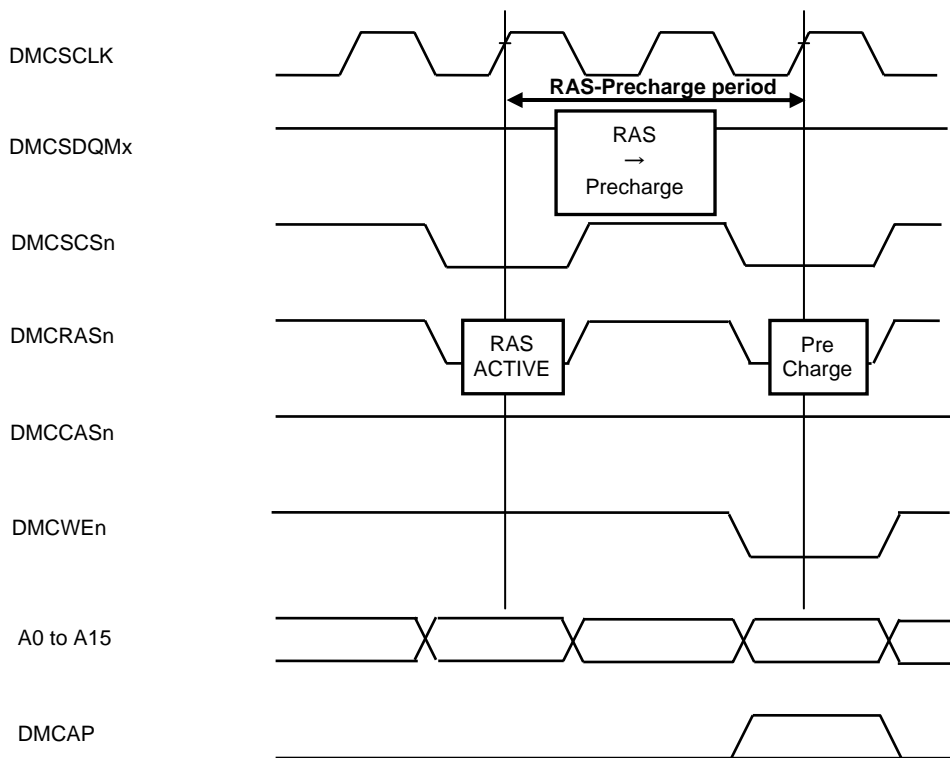 DMCSCLK
RAS-Precharge period
DMCSDQMx
RAS
→
Precharge
DMCSCSn
DMCRASn
RAS
ACTIVE
Pre
Charge
DMCCASn
DMCWEn
A0 to A15
DMCAP